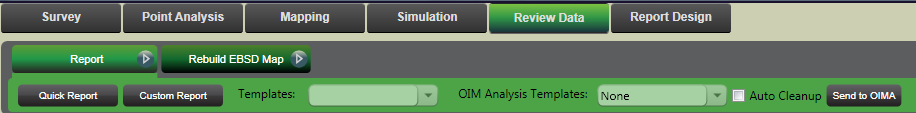 Survey Point Analysis Mapping Simulation Review Data Report Design
Report Rebuild EBSD Map
Quick Report Custom Report Templates: OIM Analysis Templates: None Auto Cleanup Send to OIMA